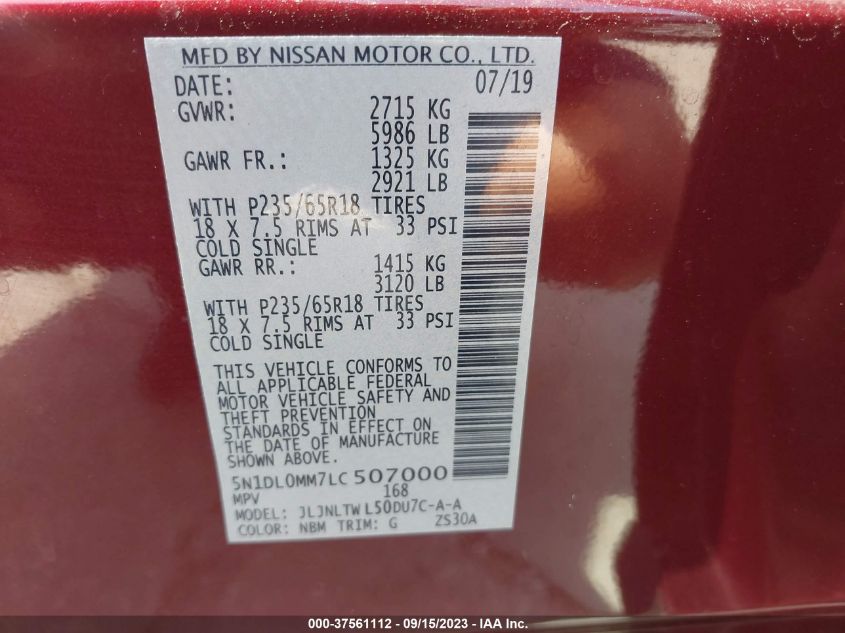 MFD BY NISSAN MOTOR CO., LTD.
DATE: 07/19
GVWR: 2715 KG
5986 LB
GAWR FR.: 1325 KG
2921 LB
WITH P235/65R18 TIRES
18 X 7.5 RIMS AT 33 PSI
COLD SINGLE
GAWR RR.: 1415 KG
3120 LB
WITH P235/65R18 TIRES
18 X 7.5 RIMS AT 33 PSI
COLD SINGLE
THIS VEHICLE CONFORMS TO
ALL APPLICABLE FEDERAL
MOTOR VEHICLE SAFETY AND
THEFT PREVENTION
STANDARDS IN EFFECT ON
THE DATE OF MANUFACTURE
SHOWN ABOVE.
5N1DL0MM7LC 507000
MPV 168
MODEL: JLJNLTW L50DU7C-A-A
COLOR: NBM TRIM: G ZS30A
000-37561112 - 09/15/2023 - IAA Inc.